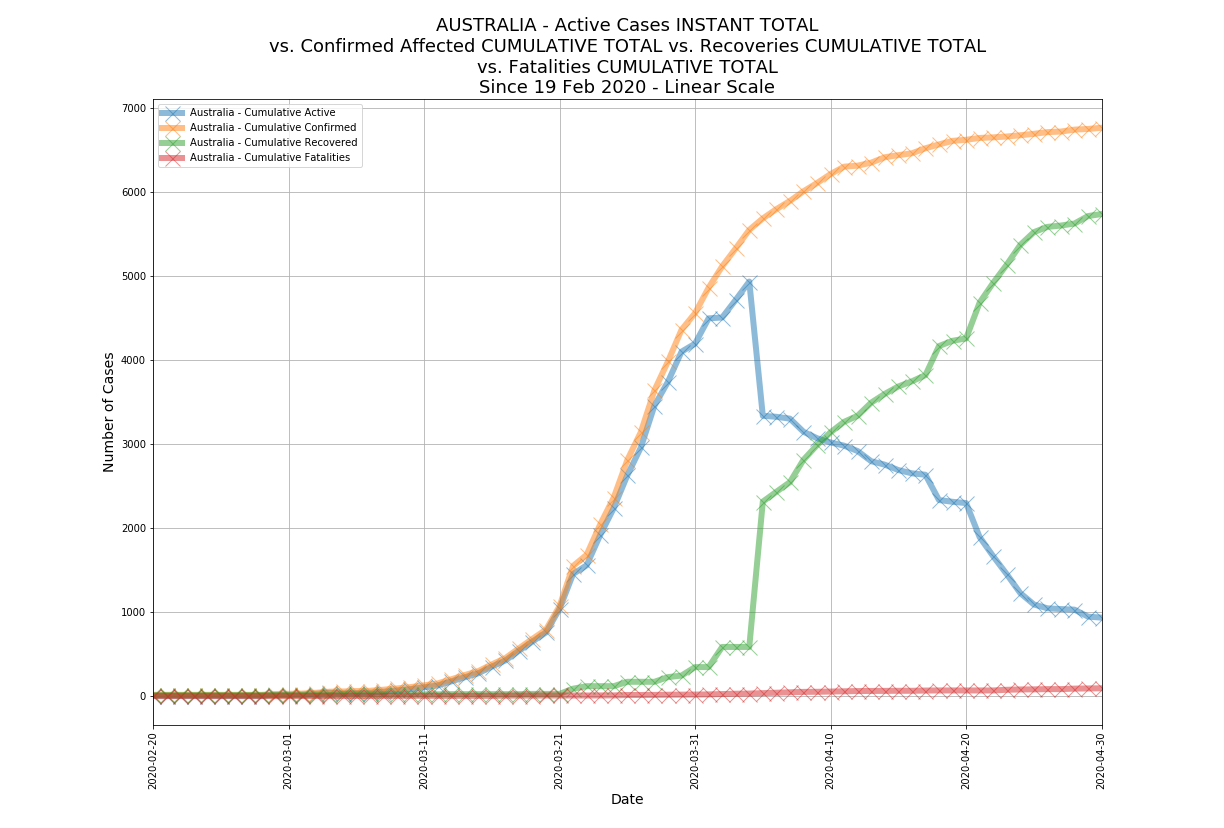 AUSTRALIA - Active Cases INSTANT TOTAL
vs. Confirmed Affected CUMULATIVE TOTAL vs. Recoveries CUMULATIVE TOTAL
vs. Fatalities CUMULATIVE TOTAL
Since 19 Feb 2020 - Linear Scale
Australia - Cumulative Active
Australia - Cumulative Confirmed
Australia - Cumulative Recovered
Australia - Cumulative Fatalities
Number of Cases
7000
6000
5000
4000
3000
2000
1000
0
2020-02-20
2020-03-01
2020-03-11
2020-03-21
2020-03-31
2020-04-10
2020-04-20
2020-04-30
Date